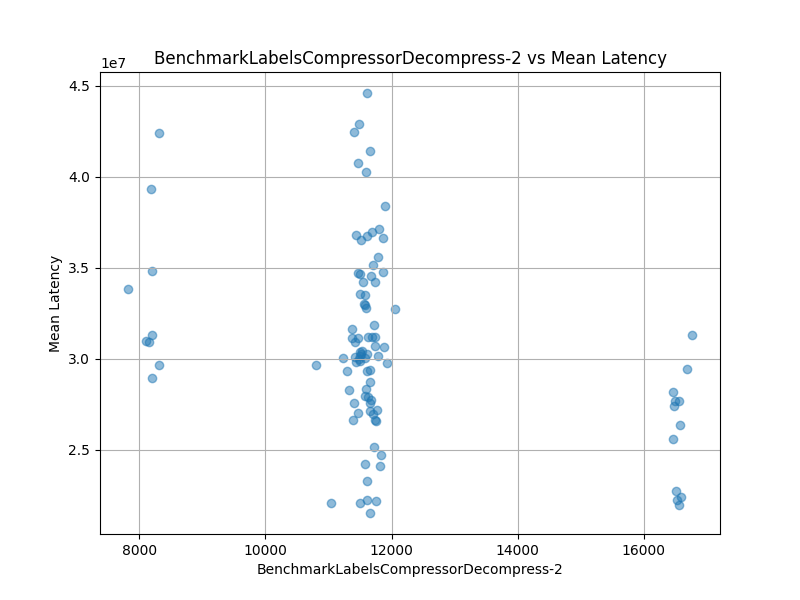 BenchmarkLabelsCompressorDecompress-2 vs Mean Latency
1e7
4.5
4.0
3.5
3.0
2.5
Mean Latency
8000 10000 12000 14000 16000
BenchmarkLabelsCompressorDecompress-2